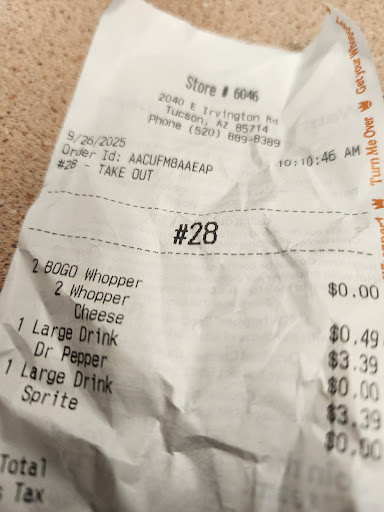 Store # 6046
2040 E Irvington Rd
Tucson, AZ 85714
Phone (520) 889-8389
9/26/2025 10:10:46 AM
Order Id: AACUFM8AAEAP
#28 - TAKE OUT
#28
2 BOGO Whopper $0.00
2 Whopper
Cheese $0.49
1 Large Drink $3.39
Dr Pepper $0.00
1 Large Drink $3.39
Sprite $0.00
Total
Tax
Turn Me Over
Get your Whopper